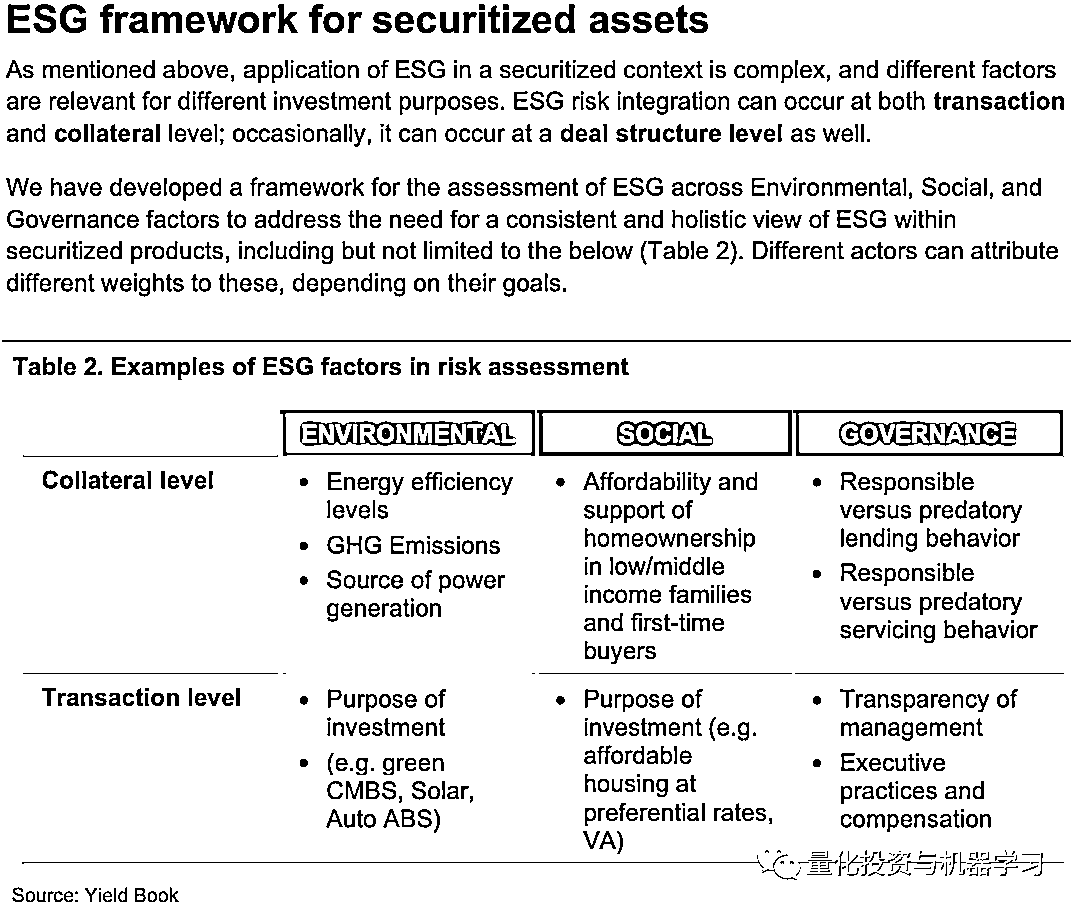 ESG framework for securitized assets
As mentioned above, application of ESG in a securitized context is complex, and different factors
are relevant for different investment purposes. ESG risk integration can occur at both transaction
and collateral level; occasionally, it can occur at a deal structure level as well.
We have developed a framework for the assessment of ESG across Environmental, Social, and
Governance factors to address the need for a consistent and holistic view of ESG within
securitized products, including but not limited to the below (Table 2). Different actors can attribute
different weights to these, depending on their goals.
Table 2. Examples of ESG factors in risk assessment
ENVIRONMENTAL
SOCIAL
GOVERNANCE
Collateral level
• Energy efficiency
levels
• GHG Emissions
• Source of power
generation
• Affordability and
support of
homeownership
in low/middle
income families
and first-time
buyers
• Responsible
versus predatory
lending behavior
• Responsible
versus predatory
servicing behavior
Transaction level
• Purpose of
investment
• (e.g. green
CMBS, Solar,
Auto ABS)
• Purpose of
investment (e.g.
affordable
housing at
preferential rates,
VA)
• Transparency of
management
• Executive
practices and
compensation
量化投资与机器学习
Source: Yield Book